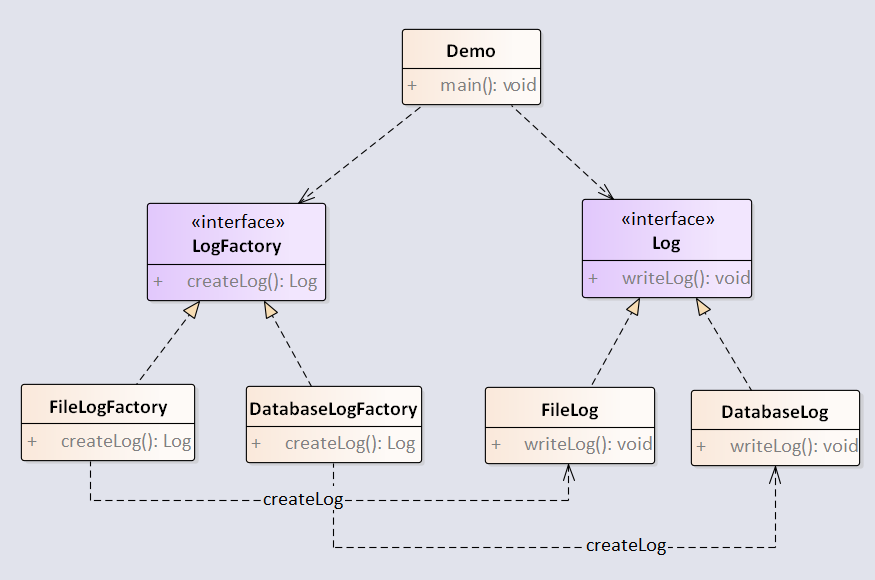 Demo
+ main(): void
«interface»
LogFactory
+ createLog(): Log
«interface»
Log
+ writeLog(): void
FileLogFactory
+ createLog(): Log
DatabaseLogFactory
+ createLog(): Log
FileLog
+ writeLog(): void
DatabaseLog
+ writeLog(): void
createLog
createLog